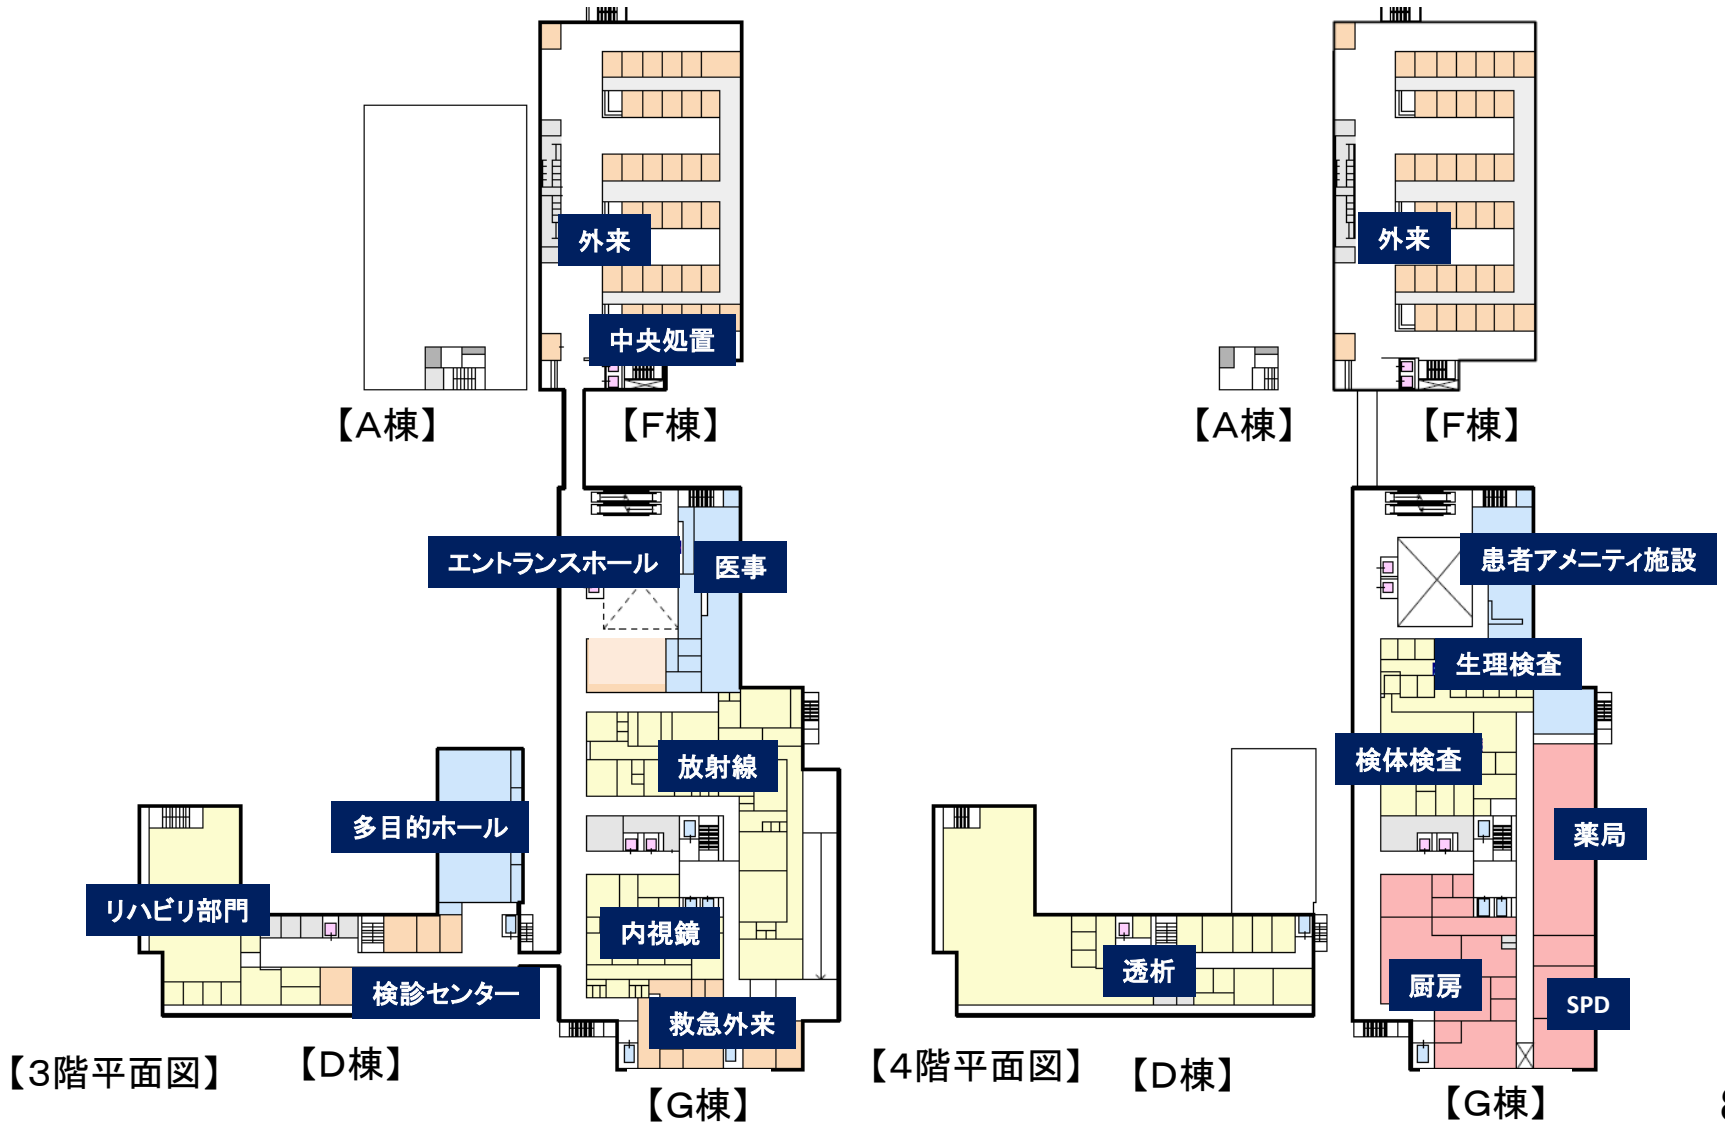 外来
中央処置
【A棟】
【F棟】
エントランスホール
医事
放射線
多目的ホール
リハビリ部門
内視鏡
検診センター
救急外来
【3階平面図】
【D棟】
【G棟】
外来
【A棟】
【F棟】
患者アメニティ施設
生理検査
検体検査
薬局
透析
厨房
SPD
【4階平面図】
【D棟】
【G棟】